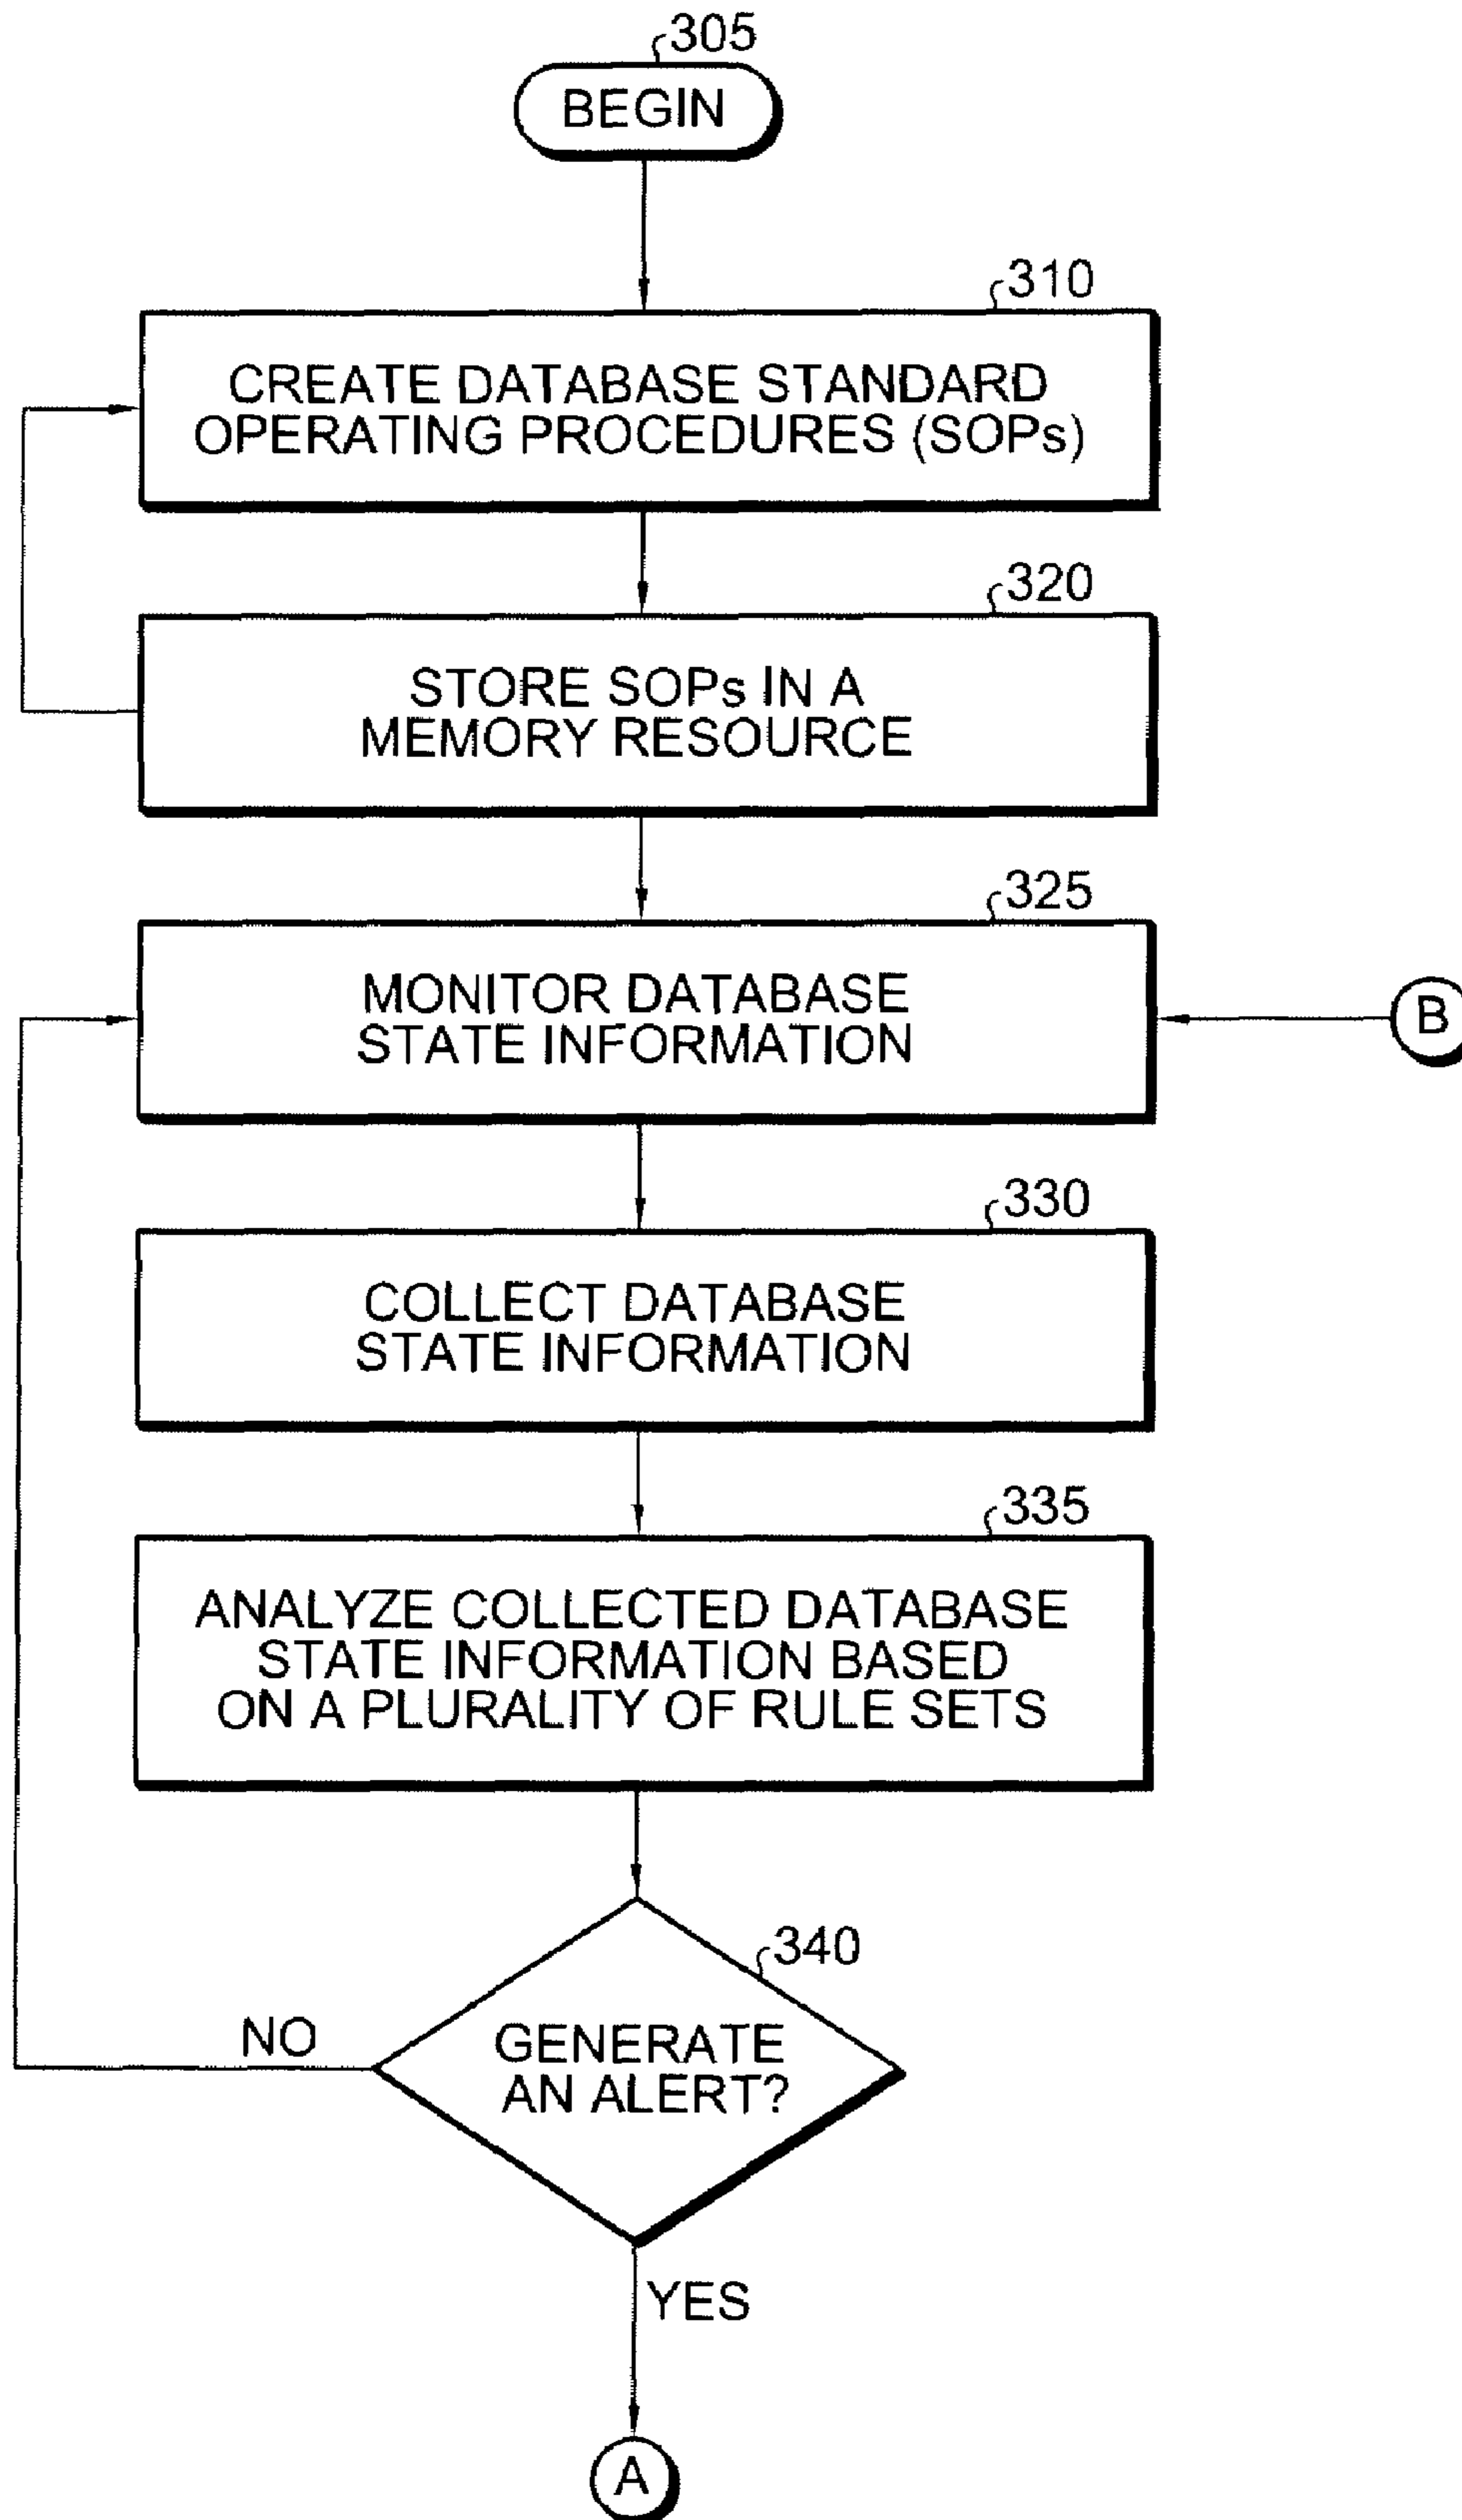 305
BEGIN
310
CREATE DATABASE STANDARD
OPERATING PROCEDURES (SOPs)
320
STORE SOPs IN A
MEMORY RESOURCE
325
MONITOR DATABASE
STATE INFORMATION
B
330
COLLECT DATABASE
STATE INFORMATION
335
ANALYZE COLLECTED DATABASE
STATE INFORMATION BASED
ON A PLURALITY OF RULE SETS
340
NO
GENERATE
AN ALERT?
YES
A